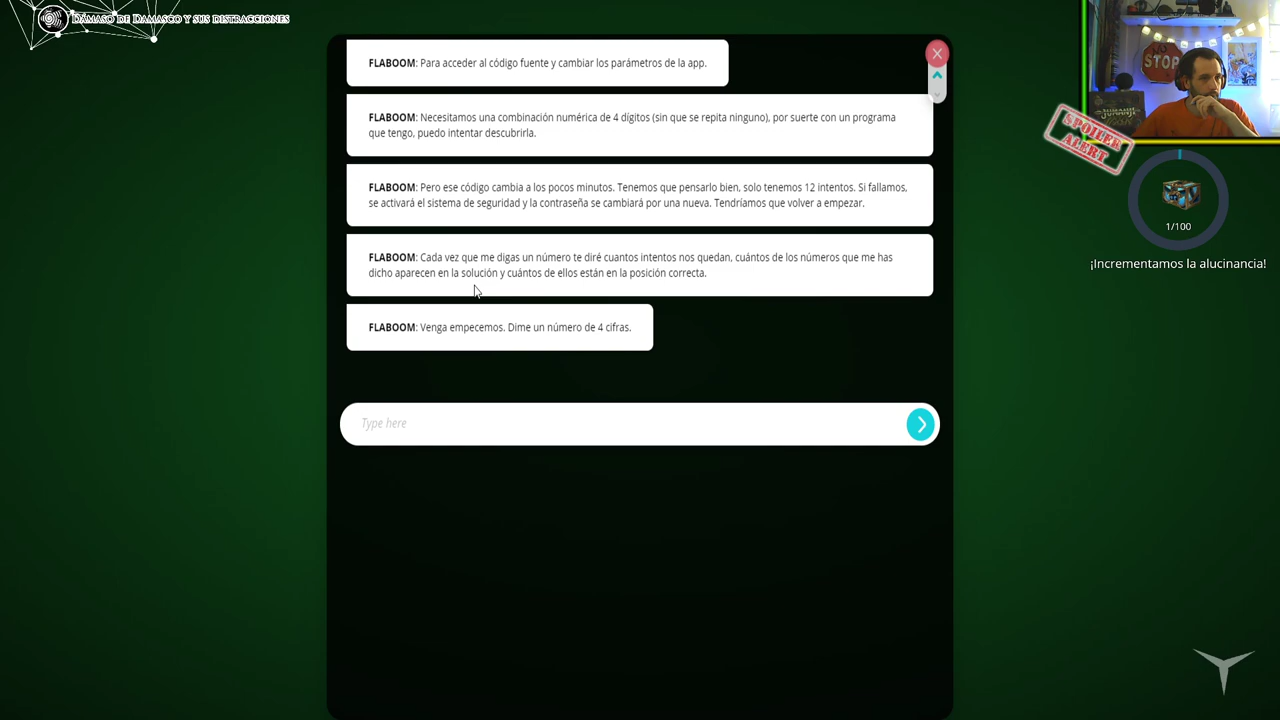 DÁMASO DE DAMASCO Y SUS DISTRACCIONES
FLABOOM: Para acceder al código fuente y cambiar los parámetros de la app.
FLABOOM: Necesitamos una combinación numérica de 4 dígitos (sin que se repita ninguno), por suerte con un programa
que tengo, puedo intentar descubrirla.
FLABOOM: Pero ese código cambia a los pocos minutos. Tenemos que pensarlo bien, solo tenemos 12 intentos. Si fallamos,
se activará el sistema de seguridad y la contraseña se cambiará por una nueva. Tendríamos que volver a empezar.
FLABOOM: Cada vez que me digas un número te diré cuantos intentos nos quedan, cuántos de los números que me has
dicho aparecen en la solución y cuántos de ellos están en la posición correcta.
FLABOOM: Venga empecemos. Dime un número de 4 cifras.
Type here
STOP
SPOILER
ALERT
1/100
¡Incrementamos la alucinancia!